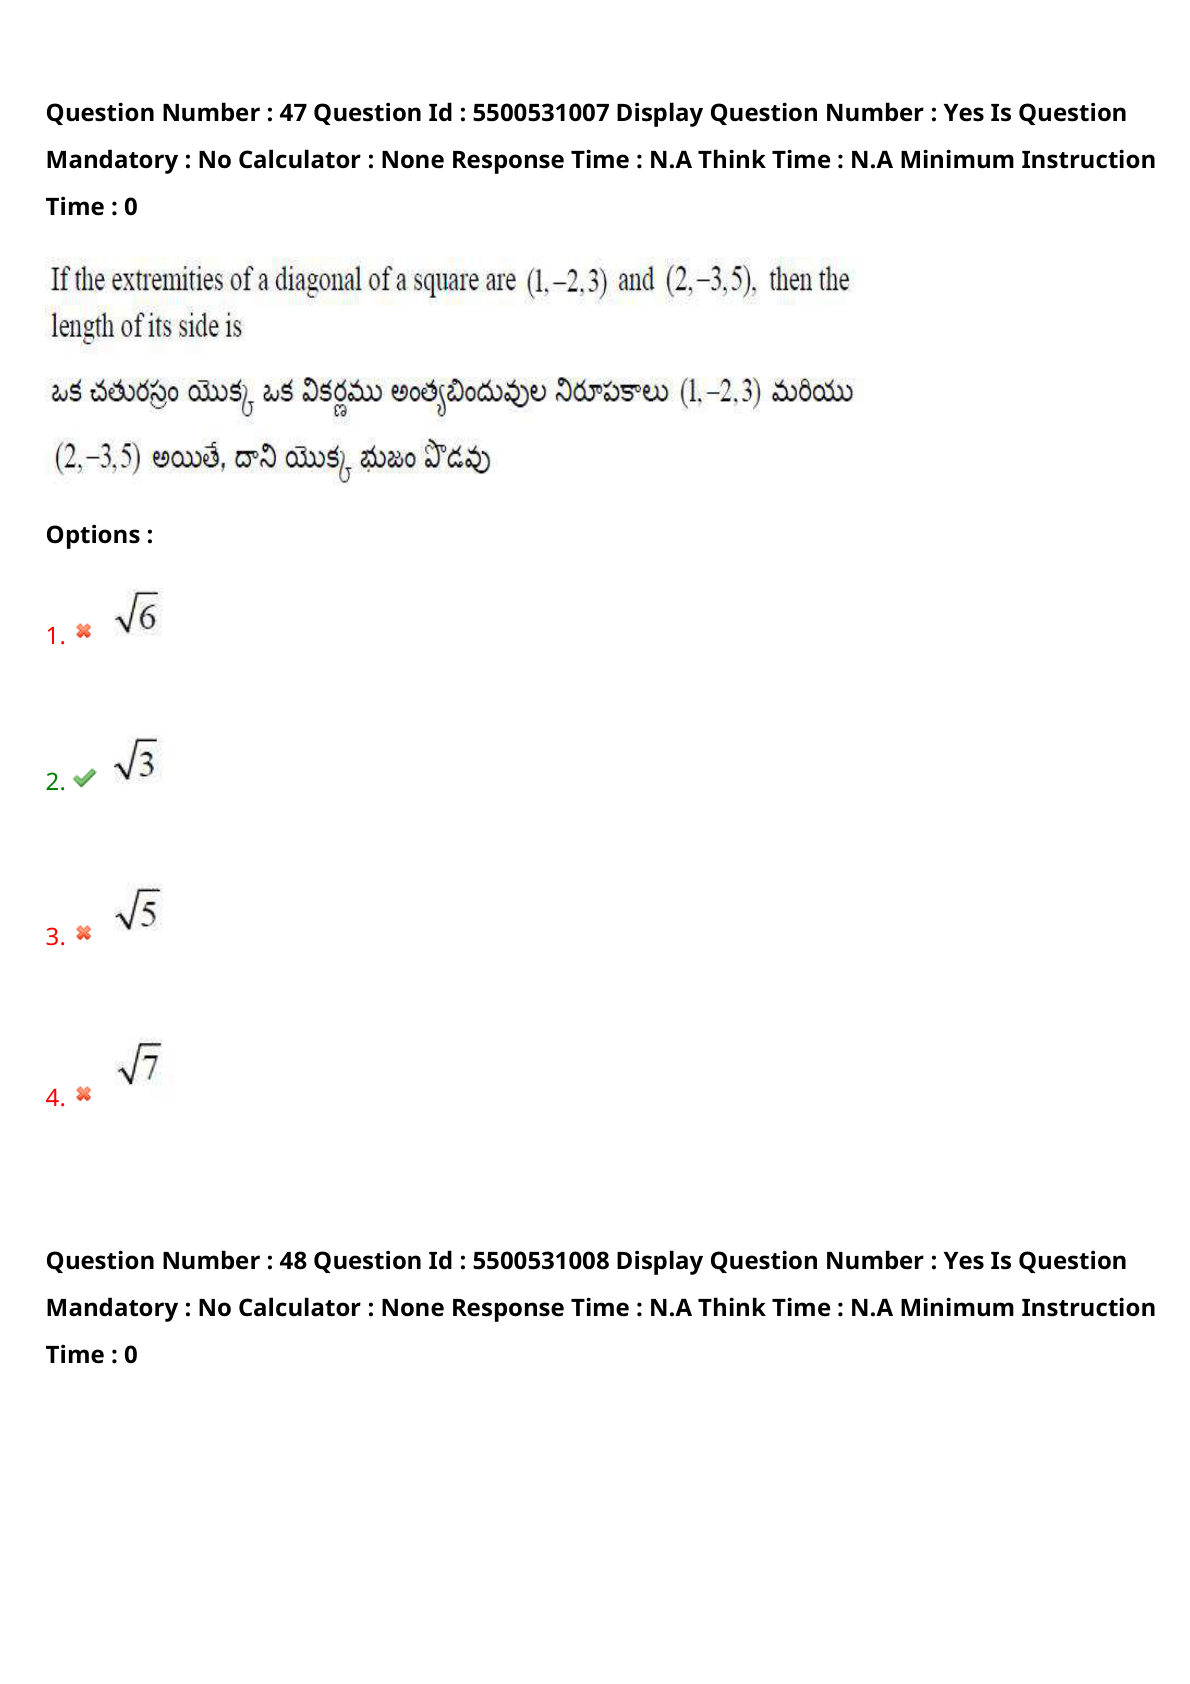 Question Number : 47 Question Id : 5500531007 Display Question Number : Yes Is Question
Mandatory : No Calculator : None Response Time : N.A Think Time : N.A Minimum Instruction
Time : 0
If the extremities of a diagonal of a square are (1,−2,3) and (2,−3,5), then the
length of its side is
ఒక చతురస్రం యొక్క ఒక వికర్ణము అంత్యబిందువుల నిరూపకాలు (1,−2,3) మరియు
(2,−3,5) అయితే, దాని యొక్క భుజం పొడవు
Options :
1. ✖ √6
2. ✔ √3
3. ✖ √5
4. ✖ √7
Question Number : 48 Question Id : 5500531008 Display Question Number : Yes Is Question
Mandatory : No Calculator : None Response Time : N.A Think Time : N.A Minimum Instruction
Time : 0